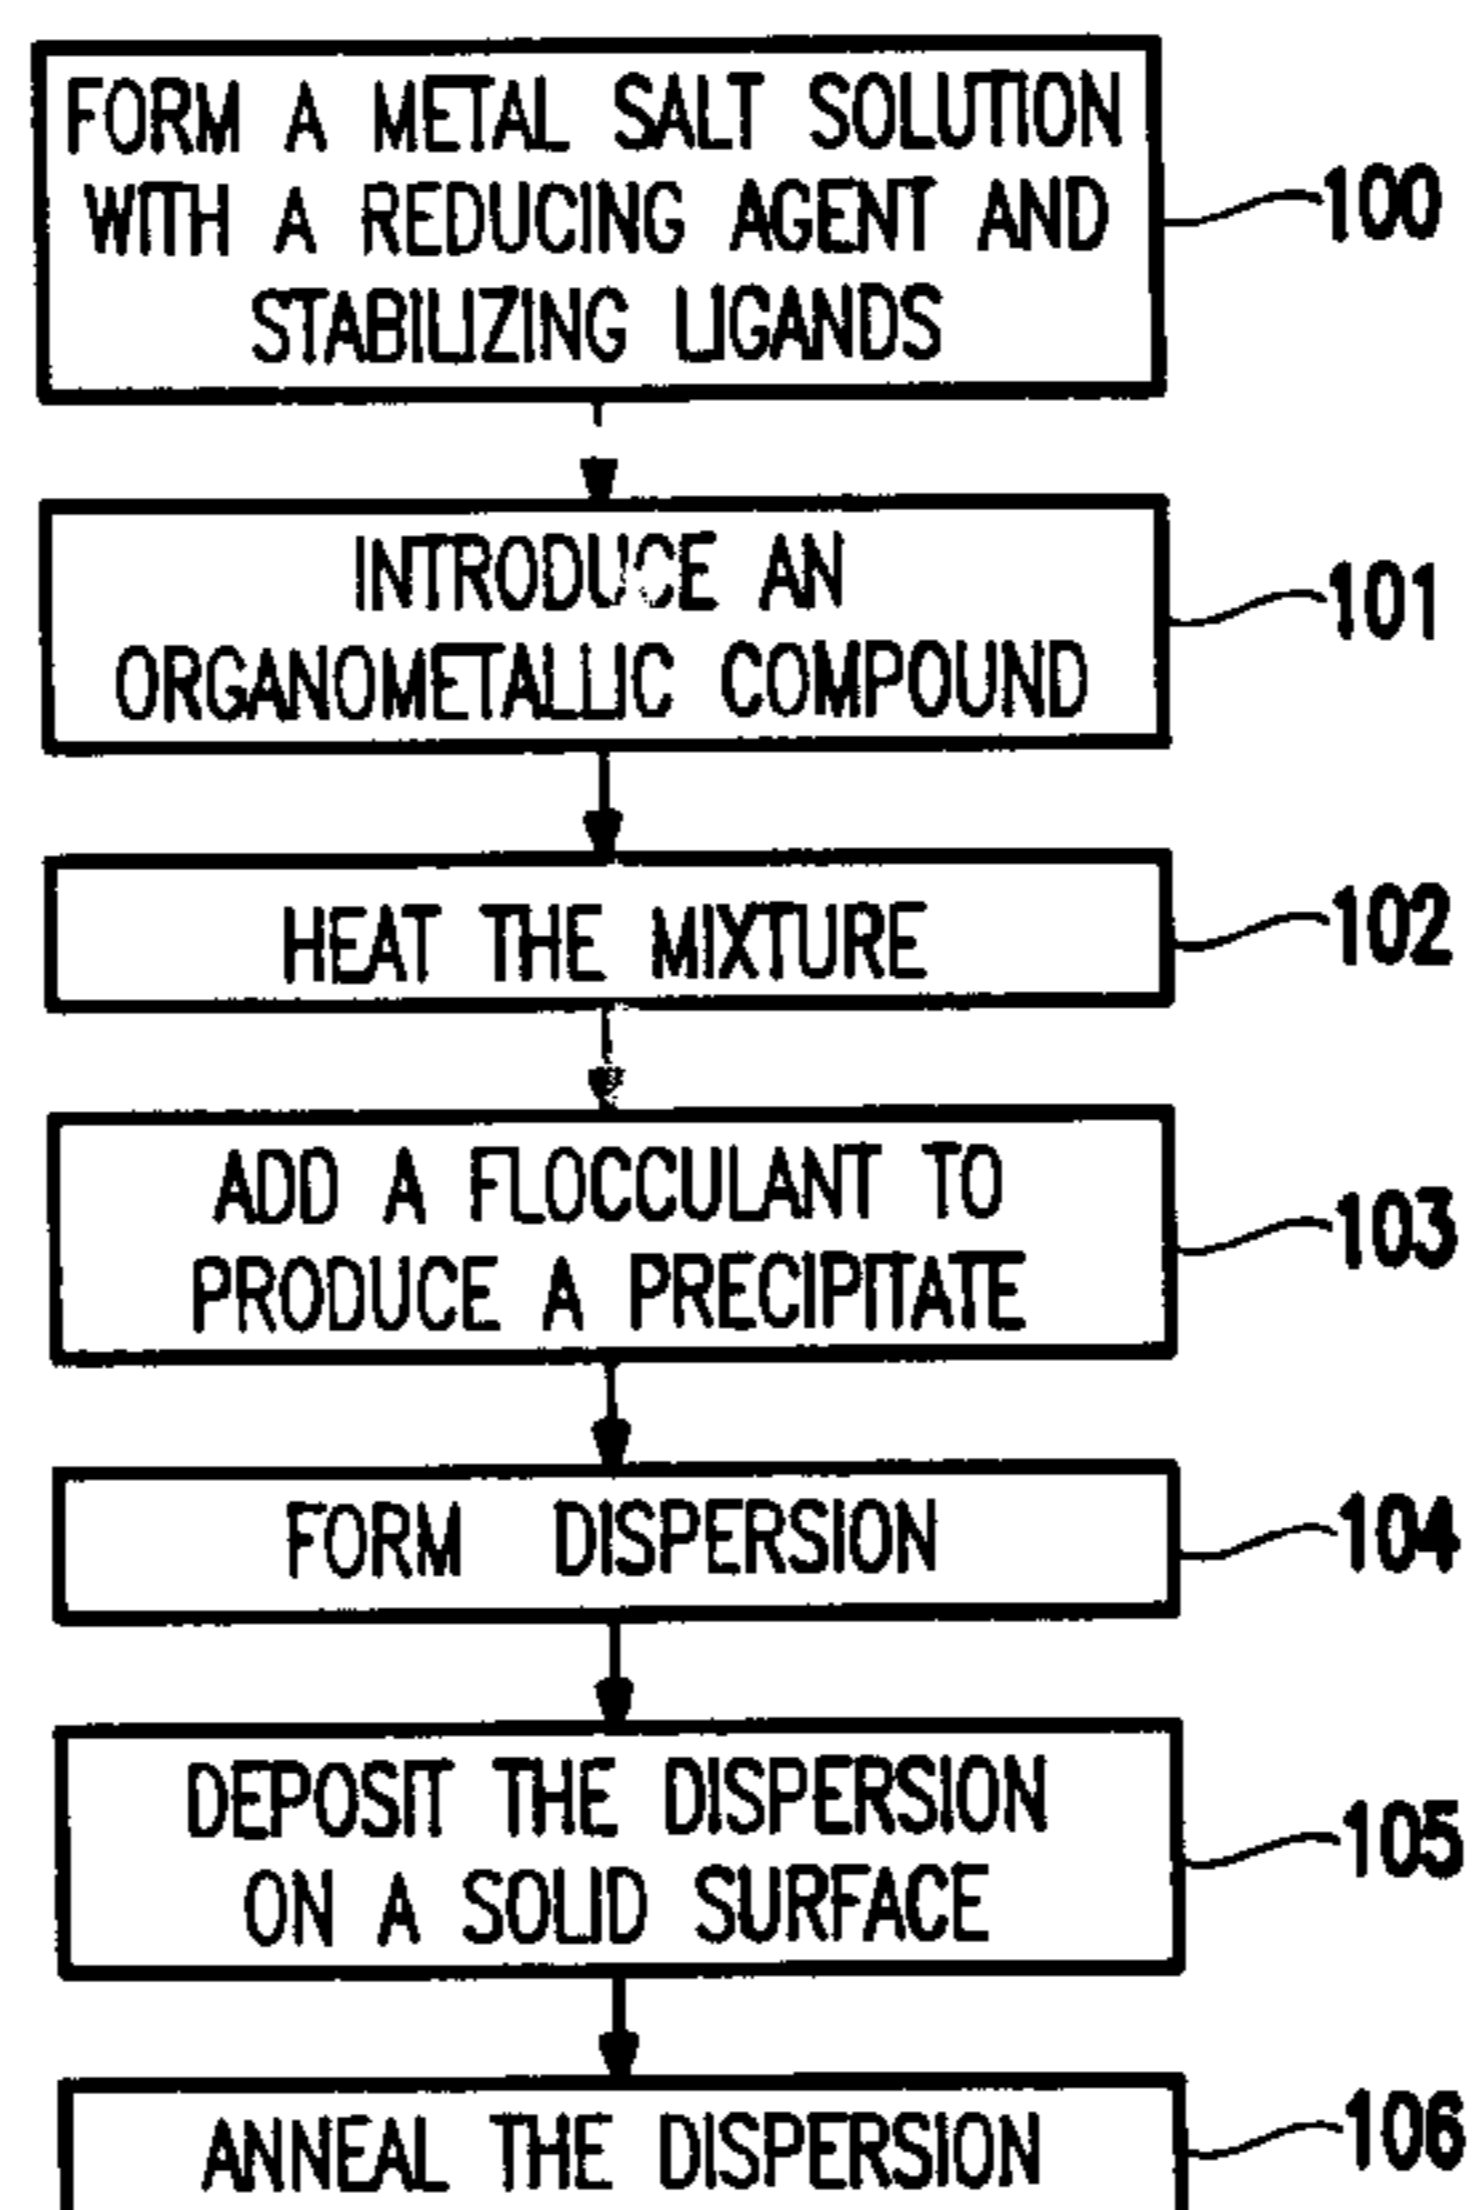 FORM A METAL SALT SOLUTION
WITH A REDUCING AGENT AND
STABILIZING LIGANDS
100
INTRODUCE AN
ORGANOMETALLIC COMPOUND
101
HEAT THE MIXTURE
102
ADD A FLOCCULANT TO
PRODUCE A PRECIPITATE
103
FORM DISPERSION
104
DEPOSIT THE DISPERSION
ON A SOLID SURFACE
105
ANNEAL THE DISPERSION
106